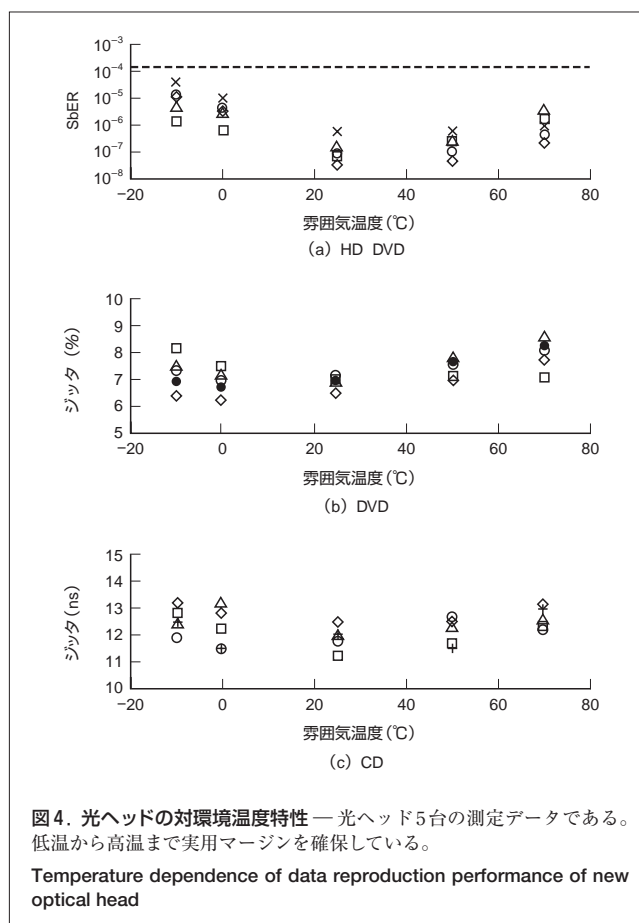 10−3
10−4
10−5
10−6
10−7
10−8
SbER
−20 0 20 40 60 80
雰囲気温度(℃)
(a) HD DVD
10
9
8
7
6
5
ジッタ (%)
−20 0 20 40 60 80
雰囲気温度(℃)
(b) DVD
15
14
13
12
11
10
ジッタ(ns)
−20 0 20 40 60 80
雰囲気温度(℃)
(c) CD
図4. 光ヘッドの対環境温度特性 — 光ヘッド5台の測定データである。
低温から高温まで実用マージンを確保している。
Temperature dependence of data reproduction performance of new
optical head